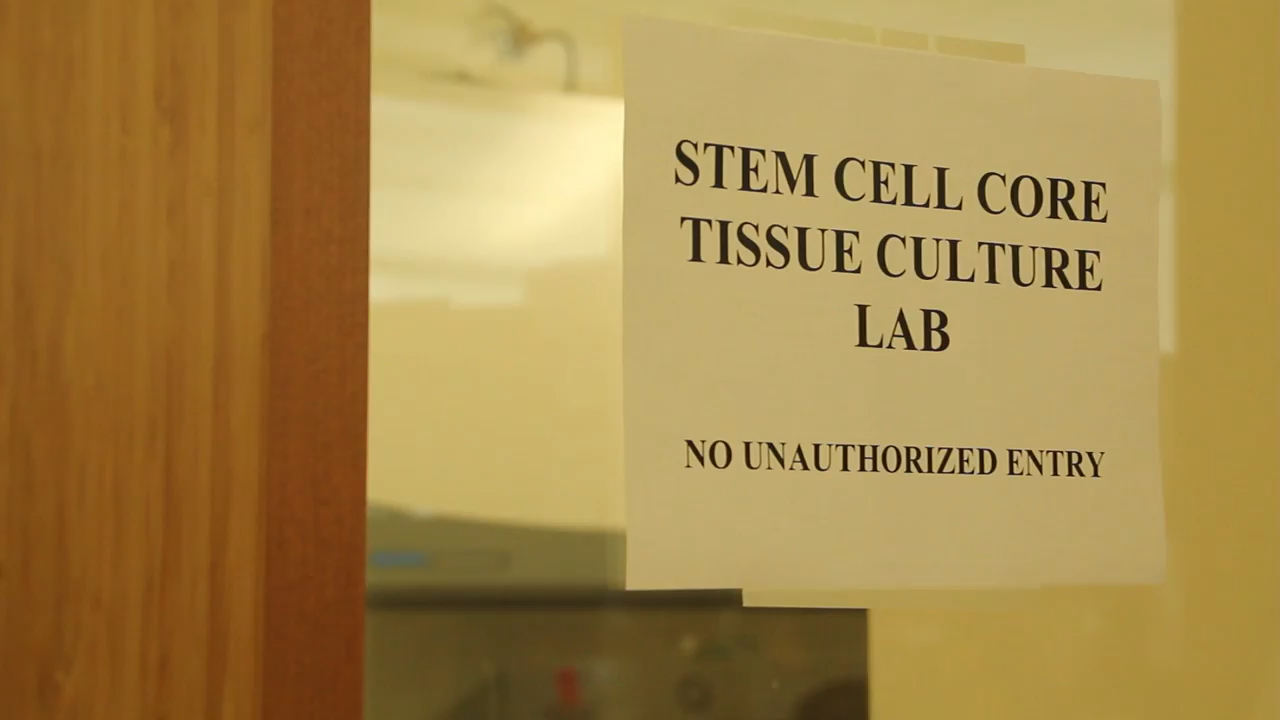 STEM CELL CORE
TISSUE CULTURE
LAB
NO UNAUTHORIZED ENTRY